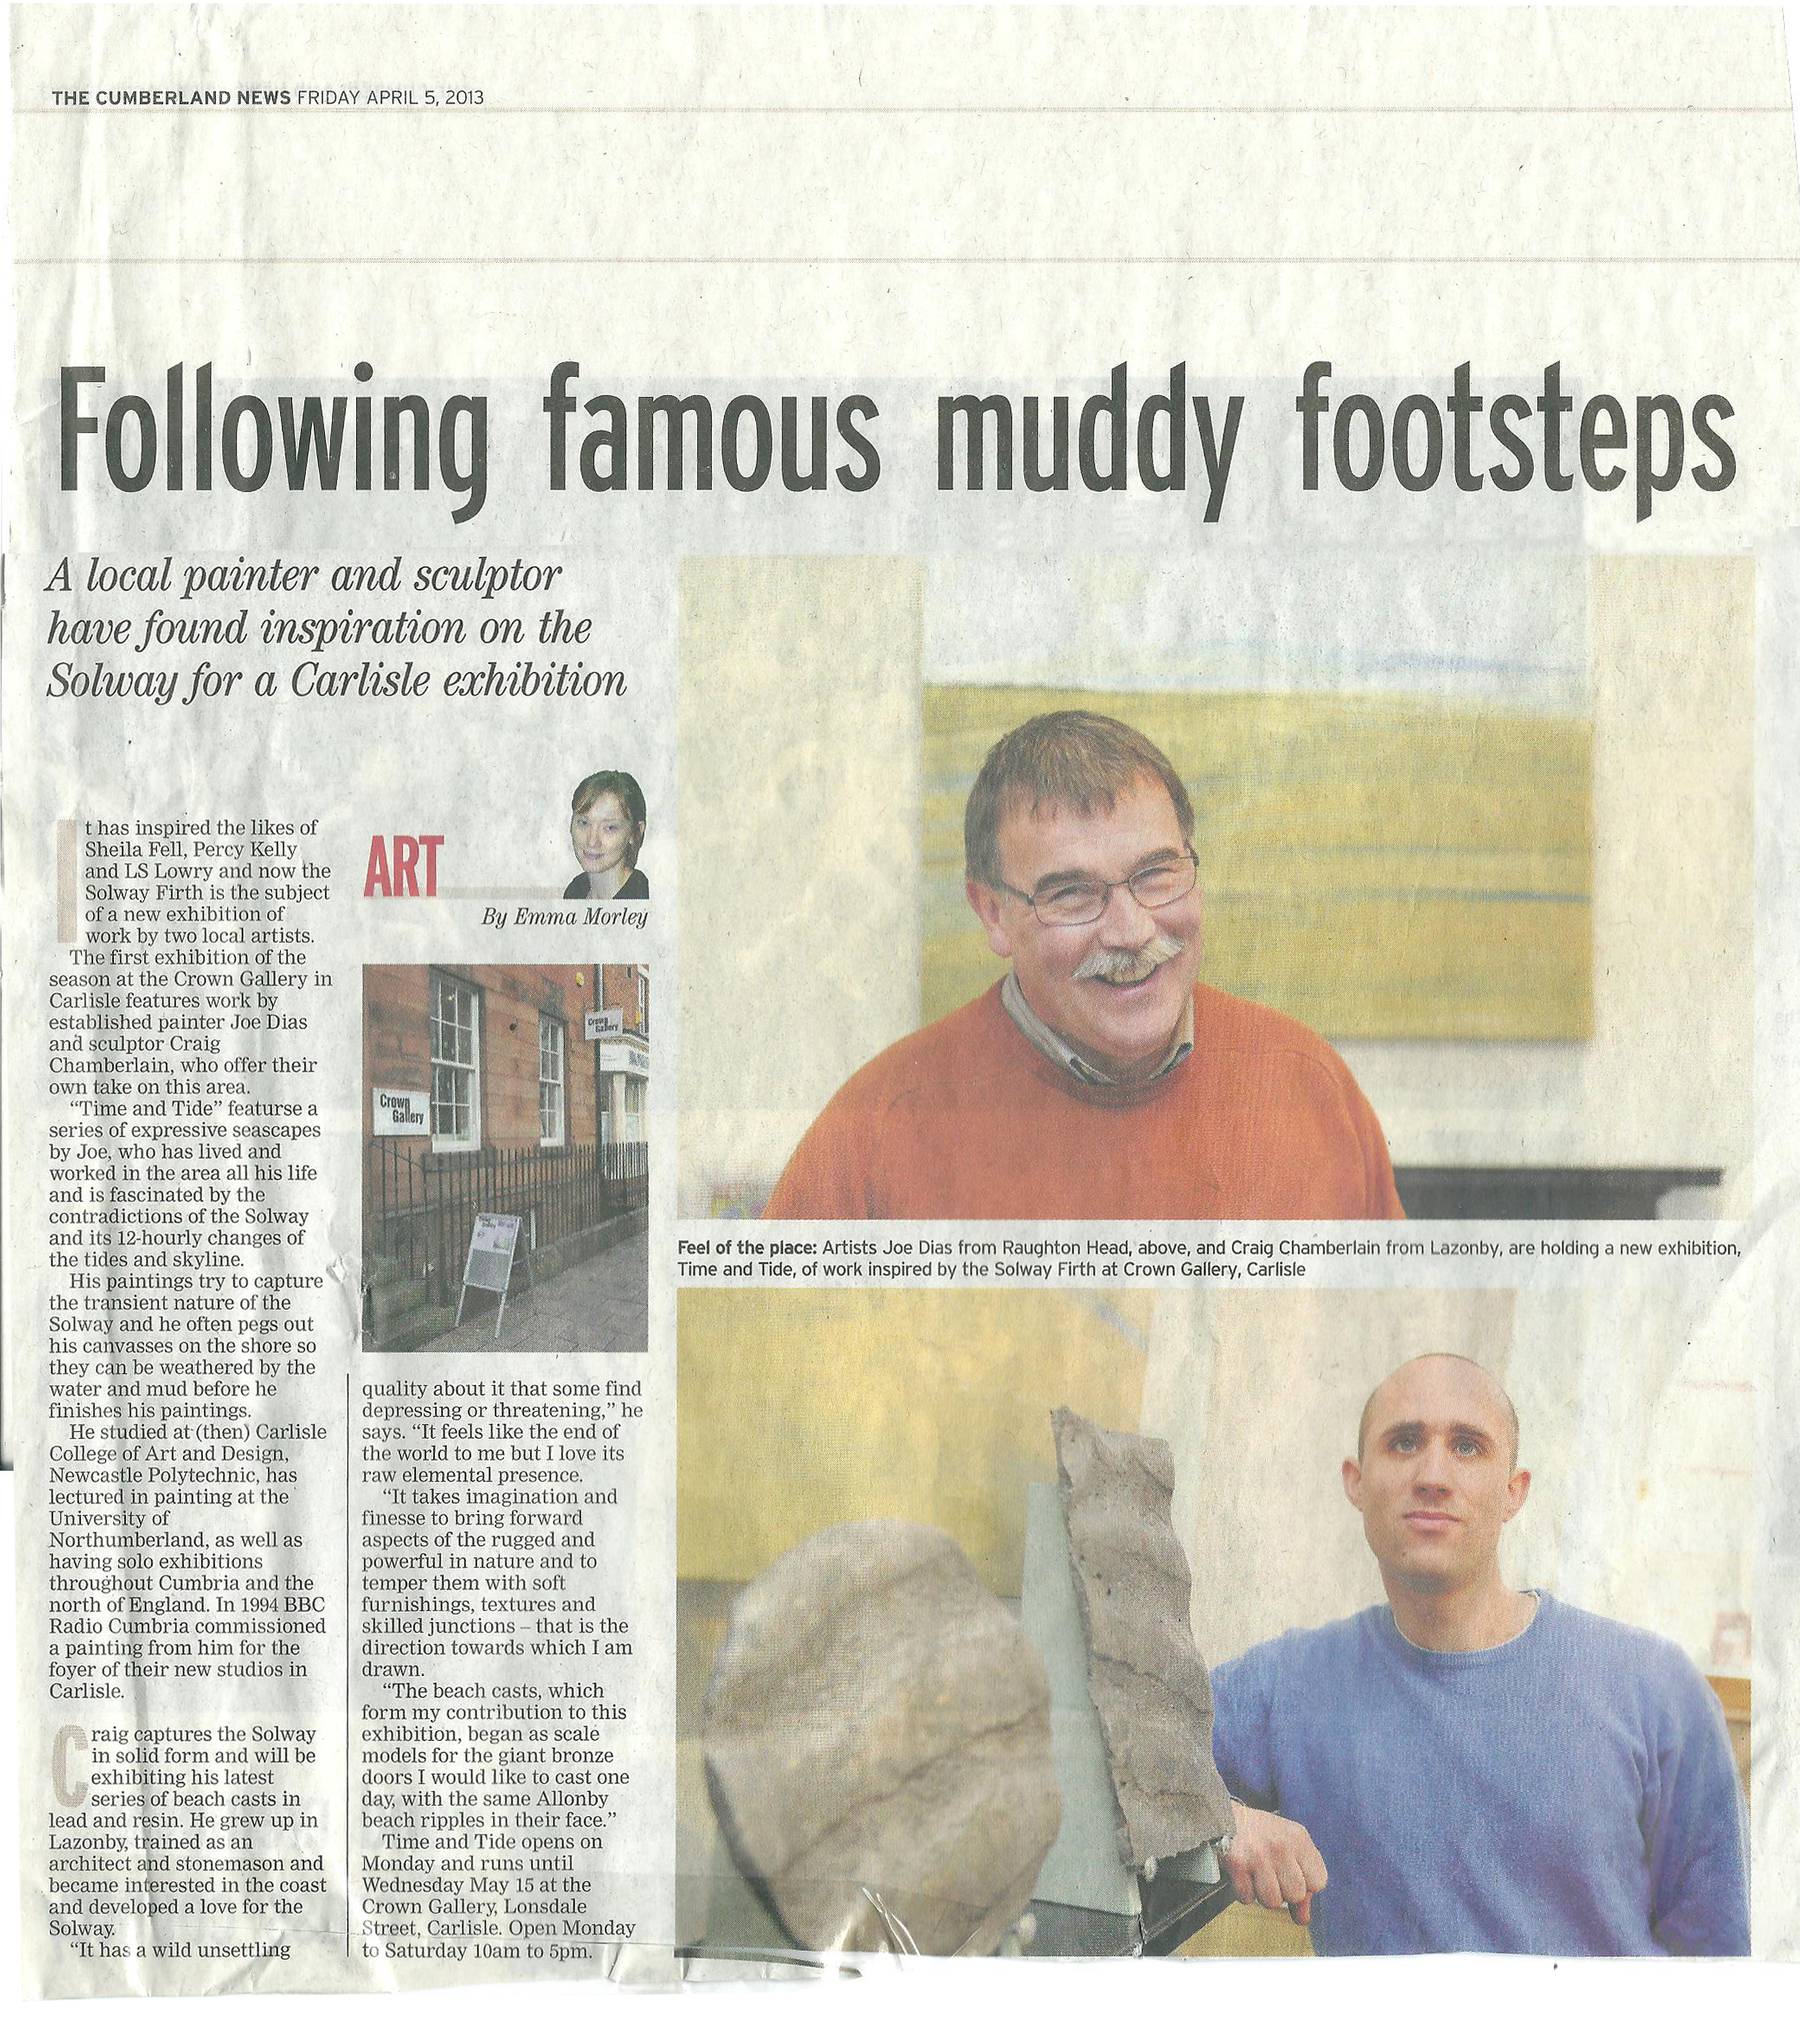 THE CUMBERLAND NEWS FRIDAY APRIL 5, 2013
Following famous muddy footsteps
A local painter and sculptor
have found inspiration on the
Solway for a Carlisle exhibition
It has inspired the likes of
Sheila Fell, Percy Kelly
and LS Lowry and now the
Solway Firth is the subject
of a new exhibition of
work by two local artists.
The first exhibition of the
season at the Crown Gallery in
Carlisle features work by
established painter Joe Dias
and sculptor Craig
Chamberlain, who offer their
own take on this area.
“Time and Tide” featurse a
series of expressive seascapes
by Joe, who has lived and
worked in the area all his life
and is fascinated by the
contradictions of the Solway
and its 12-hourly changes of
the tides and skyline.
His paintings try to capture
the transient nature of the
Solway and he often pegs out
his canvasses on the shore so
they can be weathered by the
water and mud before he
finishes his paintings.
He studied at (then) Carlisle
College of Art and Design,
Newcastle Polytechnic, has
lectured in painting at the
University of
Northumberland, as well as
having solo exhibitions
throughout Cumbria and the
north of England. In 1994 BBC
Radio Cumbria commissioned
a painting from him for the
foyer of their new studios in
Carlisle.
Craig captures the Solway
in solid form and will be
exhibiting his latest
series of beach casts in
lead and resin. He grew up in
Lazonby, trained as an
architect and stonemason and
became interested in the coast
and developed a love for the
Solway.
“It has a wild unsettling
ART
By Emma Morley
Crown
Gallery
Crown
Gallery
quality about it that some find
depressing or threatening,” he
says. “It feels like the end of
the world to me but I love its
raw elemental presence.
“It takes imagination and
finesse to bring forward
aspects of the rugged and
powerful in nature and to
temper them with soft
furnishings, textures and
skilled junctions – that is the
direction towards which I am
drawn.
“The beach casts, which
form my contribution to this
exhibition, began as scale
models for the giant bronze
doors I would like to cast one
day, with the same Allonby
beach ripples in their face.”
Time and Tide opens on
Monday and runs until
Wednesday May 15 at the
Crown Gallery, Lonsdale
Street, Carlisle. Open Monday
to Saturday 10am to 5pm.
Feel of the place: Artists Joe Dias from Raughton Head, above, and Craig Chamberlain from Lazonby, are holding a new exhibition,
Time and Tide, of work inspired by the Solway Firth at Crown Gallery, Carlisle